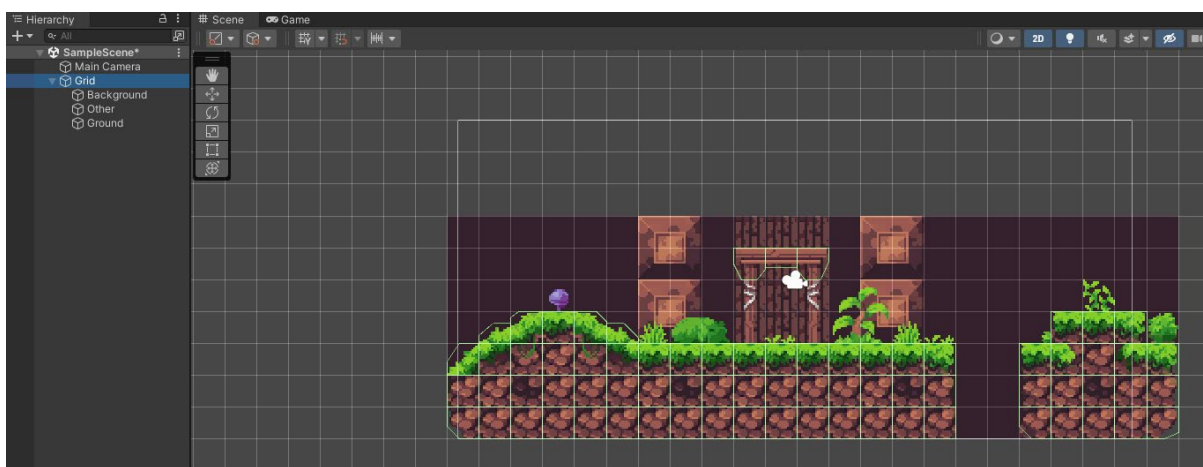 Hierarchy
All
SampleScene*
Main Camera
Grid
Background
Other
Ground
Scene
Game
2D